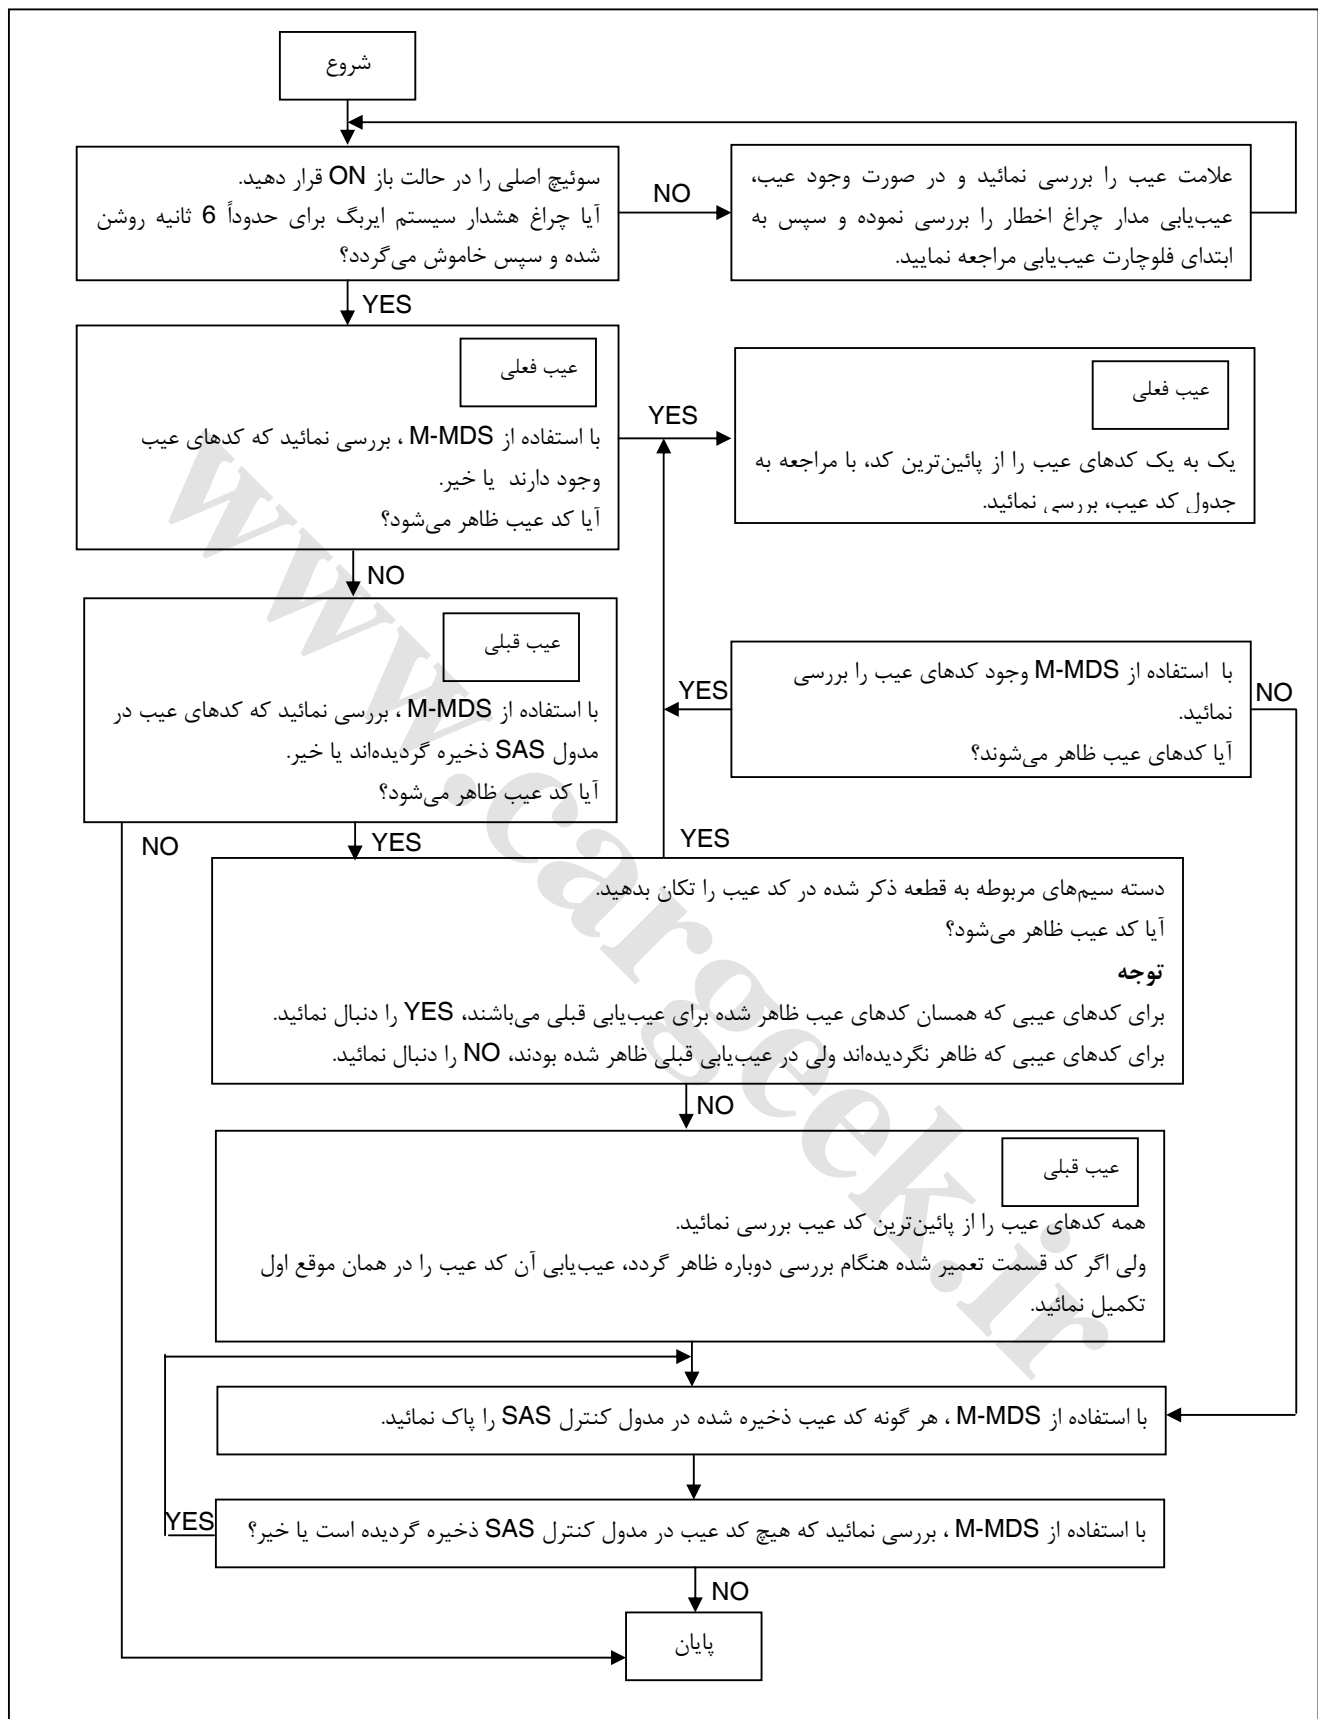 شروع
سوئیچ اصلی را در حالت باز ON قرار دهید.
آیا چراغ هشدار سیستم ایربگ برای حدوداً 6 ثانیه روشن
شده و سپس خاموش می‌گردد؟
NO
علامت عیب را بررسی نمائید و در صورت وجود عیب،
عیب‌یابی مدار چراغ اخطار را بررسی نموده و سپس به
ابتدای فلوچارت عیب‌یابی مراجعه نمایید.
YES
عیب فعلی
با استفاده از M-MDS ، بررسی نمائید که کدهای عیب
وجود دارند یا خیر.
آیا کد عیب ظاهر می‌شود؟
YES
عیب فعلی
یک به یک کدهای عیب را از پائین‌ترین کد، با مراجعه به
جدول کد عیب، بررسی نمائید.
NO
عیب قبلی
با استفاده از M-MDS ، بررسی نمائید که کدهای عیب در
مدول SAS ذخیره گردیده‌اند یا خیر.
آیا کد عیب ظاهر می‌شود؟
YES
با استفاده از M-MDS وجود کدهای عیب را بررسی
نمائید.
آیا کدهای عیب ظاهر می‌شوند؟
NO
NO
YES
YES
دسته سیم‌های مربوطه به قطعه ذکر شده در کد عیب را تکان بدهید.
آیا کد عیب ظاهر می‌شود؟
توجه
برای کدهای عیبی که همسان کدهای عیب ظاهر شده برای عیب‌یابی قبلی می‌باشند، YES را دنبال نمائید.
برای کدهای عیبی که ظاهر نگردیده‌اند ولی در عیب‌یابی قبلی ظاهر شده بودند، NO را دنبال نمائید.
NO
عیب قبلی
همه کدهای عیب را از پائین‌ترین کد عیب بررسی نمائید.
ولی اگر کد قسمت تعمیر شده هنگام بررسی دوباره ظاهر گردد، عیب‌یابی آن کد عیب را در همان موقع اول
تکمیل نمائید.
با استفاده از M-MDS ، هر گونه کد عیب ذخیره شده در مدول کنترل SAS را پاک نمائید.
YES
با استفاده از M-MDS ، بررسی نمائید که هیچ کد عیب در مدول کنترل SAS ذخیره گردیده است یا خیر؟
NO
پایان
www.cargeek.ir